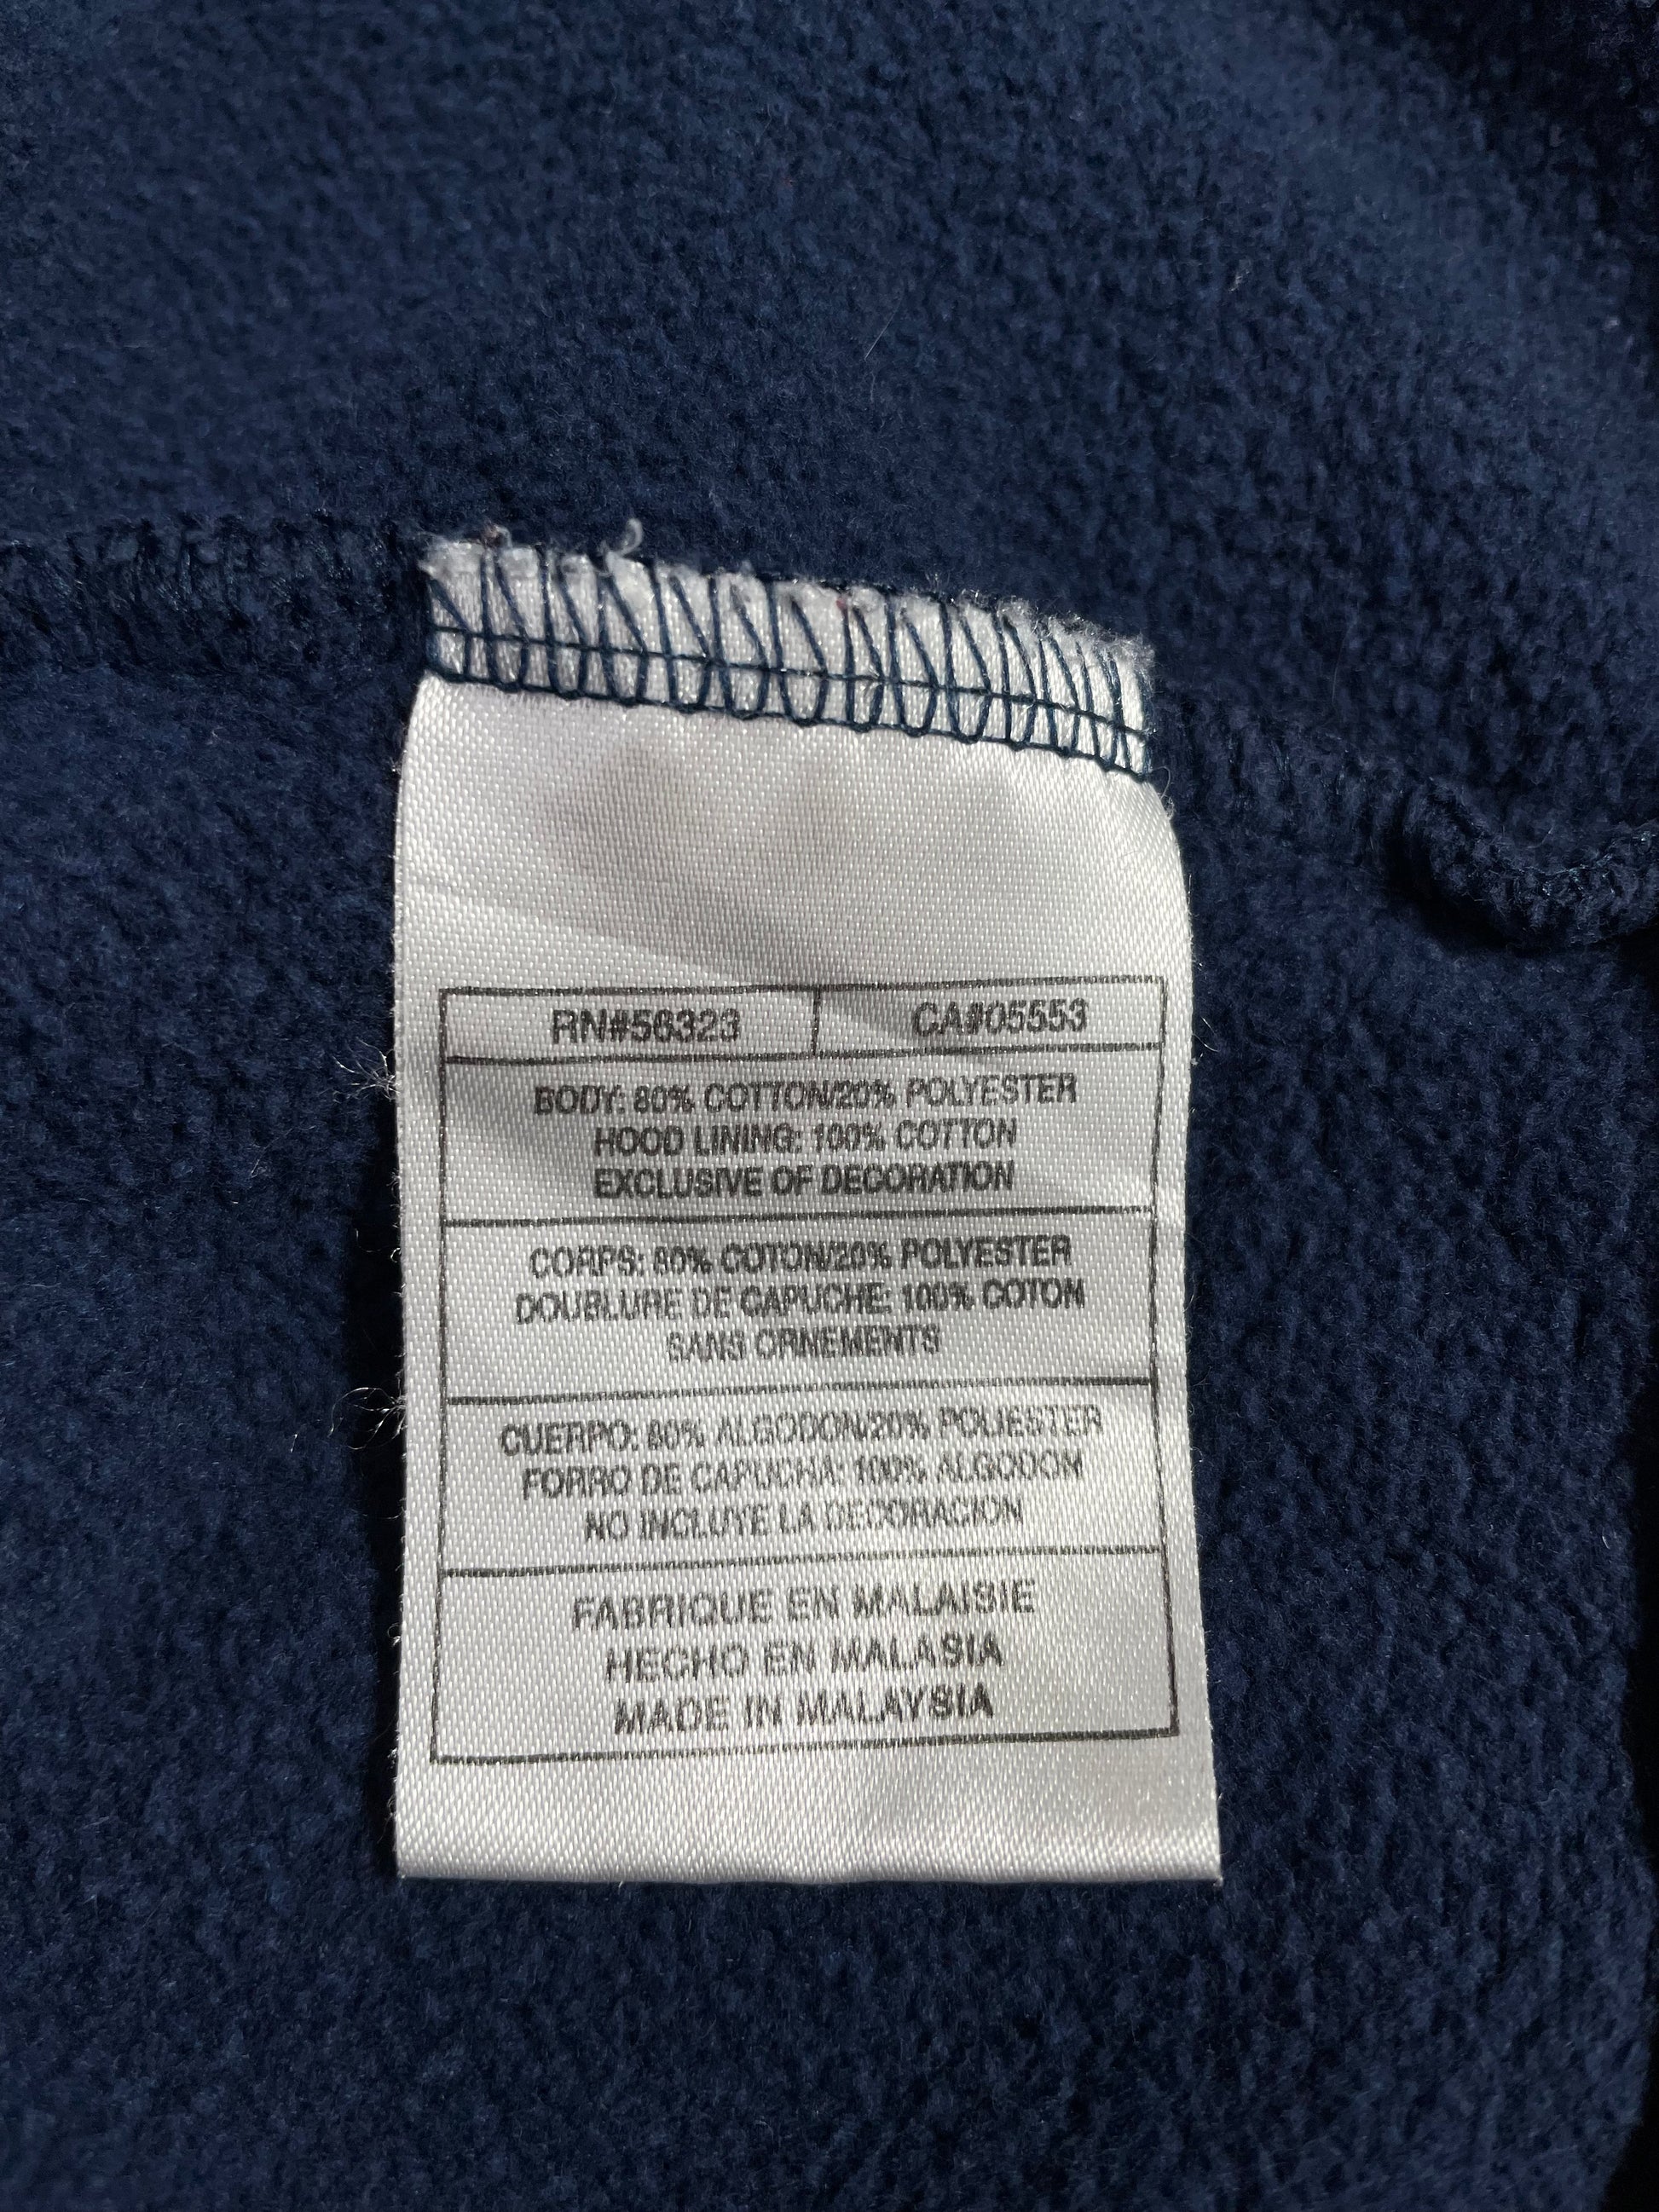 RN#56323 CA#05553
BODY: 80% COTTON/20% POLYESTER
HOOD LINING: 100% COTTON
EXCLUSIVE OF DECORATION
CORPS: 80% COTON/20% POLYESTER
DOUBLURE DE CAPUCHE: 100% COTON
SANS ORNEMENTS
CUERPO: 80% ALGODON/20% POLIESTER
FORRO DE CAPUCHA: 100% ALGODON
NO INCLUYE LA DECORACION
FABRIQUE EN MALAISIE
HECHO EN MALASIA
MADE IN MALAYSIA